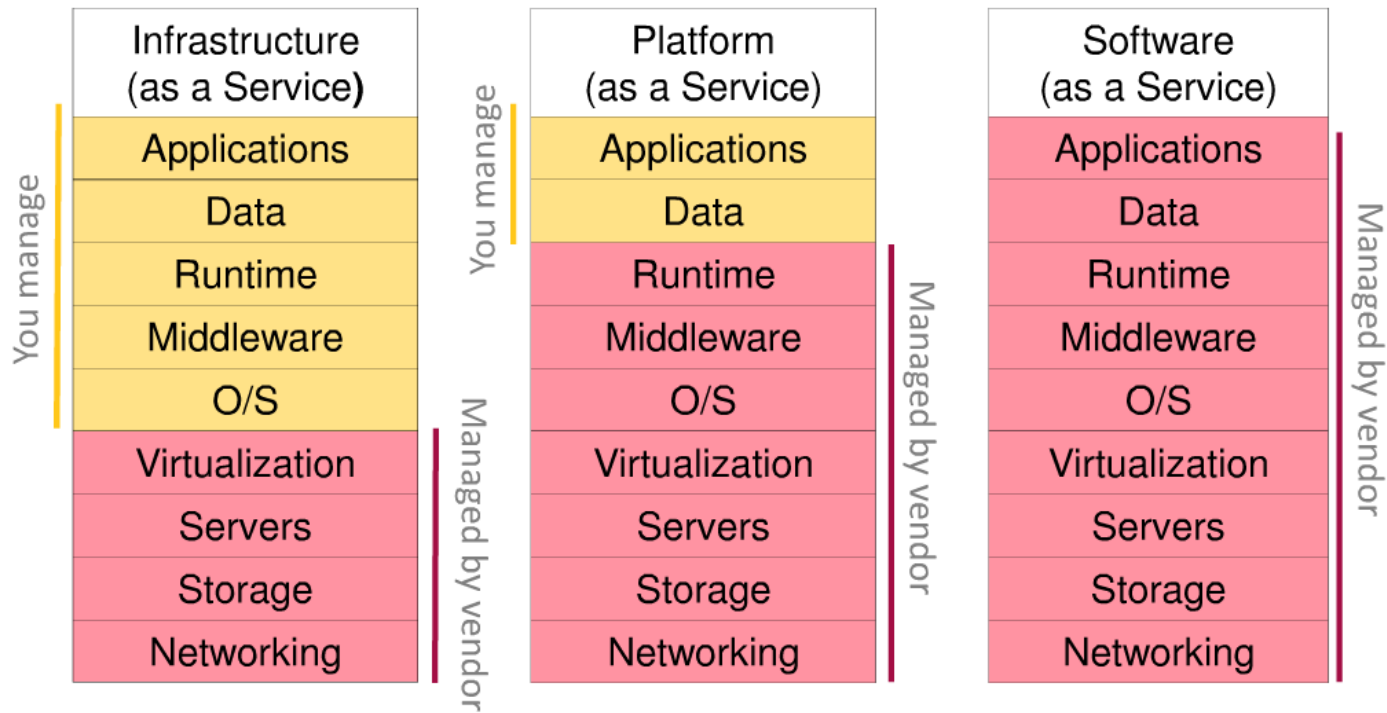 Infrastructure
(as a Service)
You manage
Applications
Data
Runtime
Middleware
O/S
Virtualization
Servers
Storage
Networking
Managed by vendor
Platform
(as a Service)
You manage
Applications
Data
Runtime
Middleware
O/S
Virtualization
Servers
Storage
Networking
Managed by vendor
Software
(as a Service)
Applications
Data
Runtime
Middleware
O/S
Virtualization
Servers
Storage
Networking
Managed by vendor